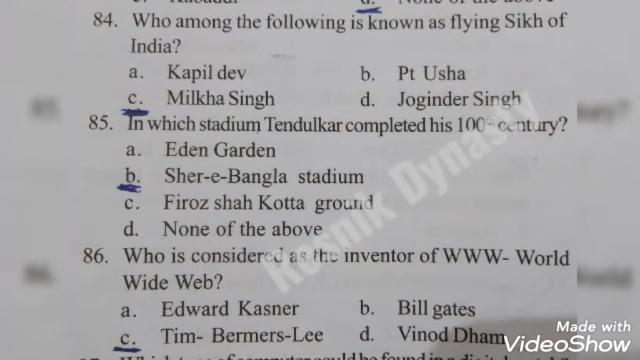 84. Who among the following is known as flying Sikh of
India?
a. Kapil dev b. Pt Usha
c. Milkha Singh d. Joginder Singh
85. In which stadium Tendulkar completed his 100th century?
a. Eden Garden
b. Sher-e-Bangla stadium
c. Firoz shah Kotta ground
d. None of the above
86. Who is considered as the inventor of WWW- World
Wide Web?
a. Edward Kasner b. Bill gates
c. Tim- Bermers-Lee d. Vinod Dham
Rosnik Dynasty
Made with
VideoShow